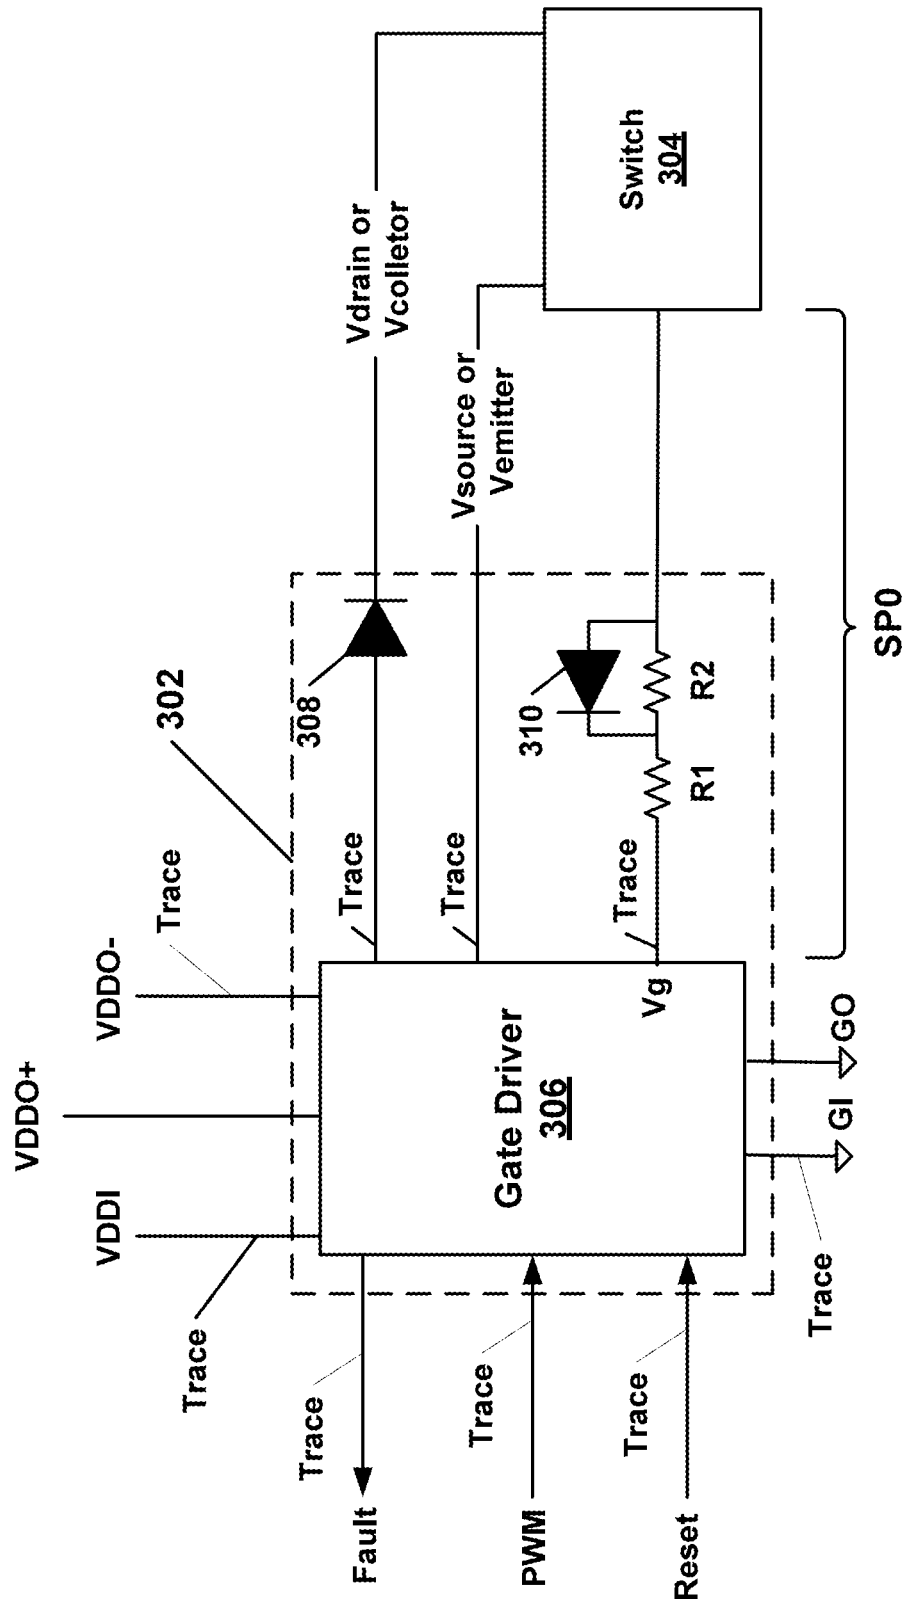 VDDI
VDDO+
VDDO-
Trace
Trace
302
Fault
Trace
PWM
Trace
Reset
Trace
Gate Driver
306
Vg
Trace
308
Vdrain or
Vcolletor
Trace
Vsource or
Vemitter
Trace
310
R1
R2
Switch
304
Trace
GI
GO
SP0